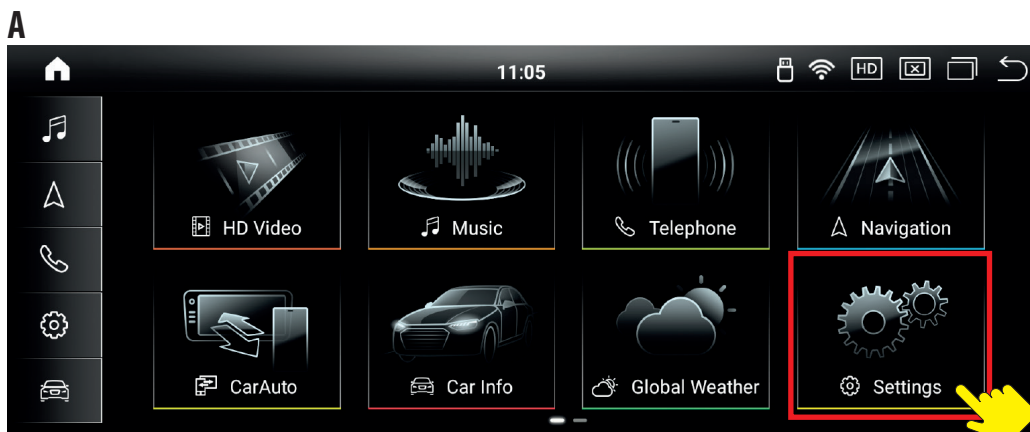 A
11:05
HD
HD Video
Music
Telephone
Navigation
CarAuto
Car Info
Global Weather
Settings